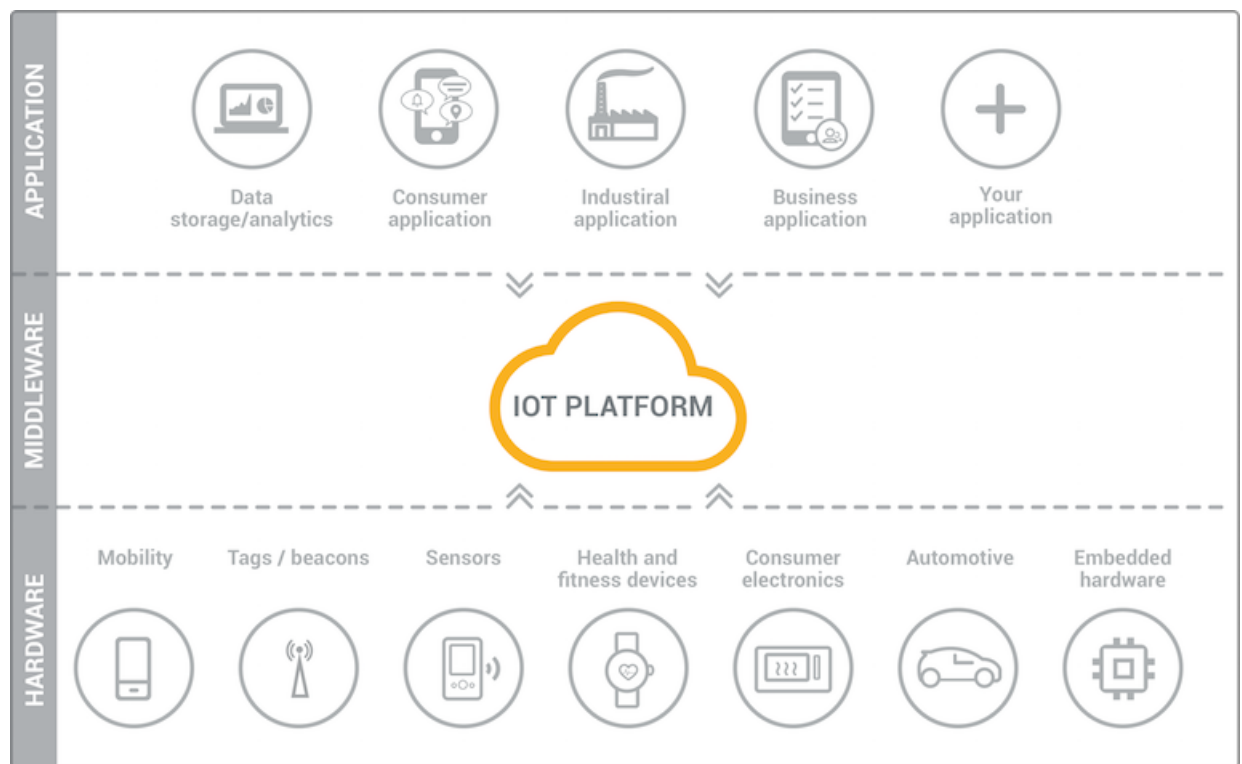 APPLICATION
Data
storage/analytics
Consumer
application
Industiral
application
Business
application
Your
application
MIDDLEWARE
IOT PLATFORM
HARDWARE
Mobility
Tags / beacons
Sensors
Health and
fitness devices
Consumer
electronics
Automotive
Embedded
hardware